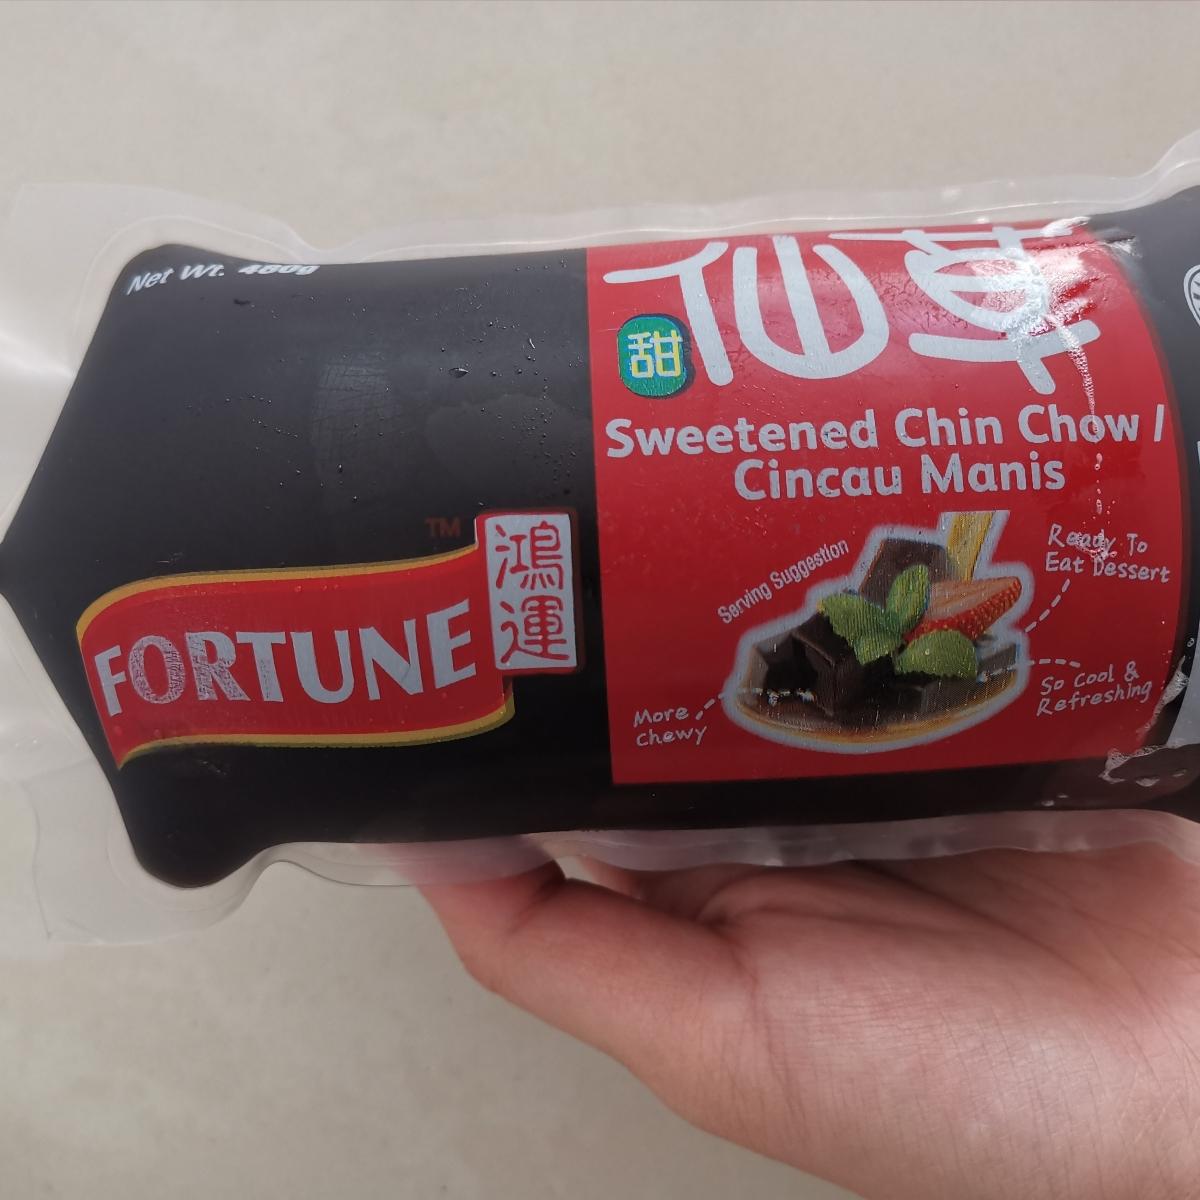 Net Wt. 480g
仙草
甜
Sweetened Chin Chow /
Cincau Manis
TM
FORTUNE
鴻運
Serving Suggestion
Ready To
Eat Dessert
So Cool &
Refreshing
More
Chewy